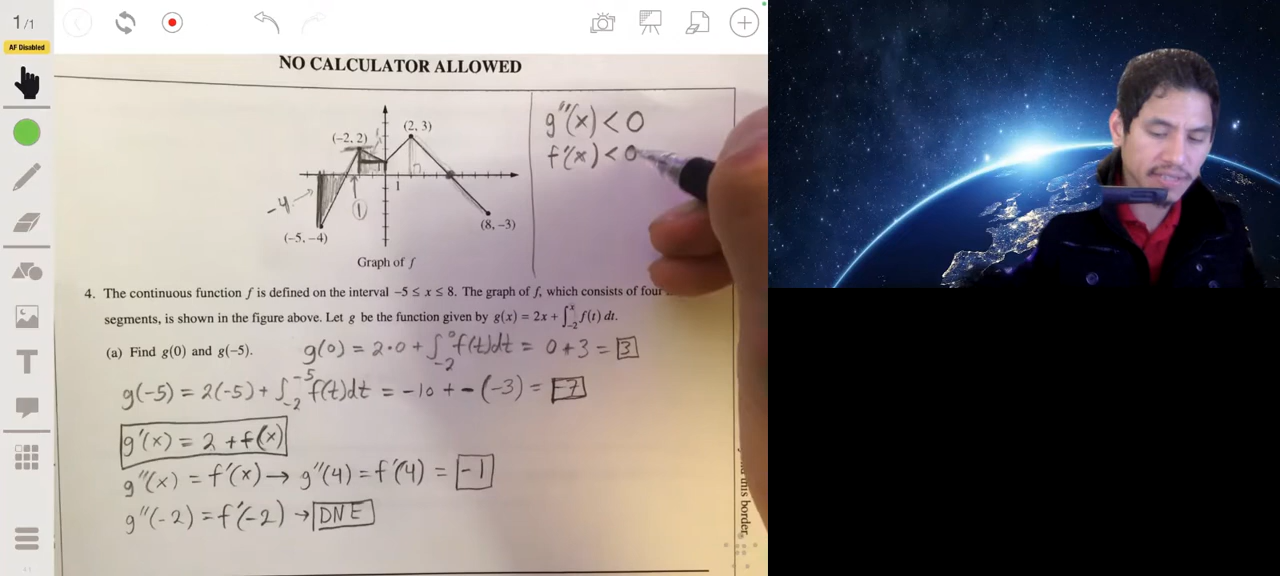 1/1
AF Disabled
NO CALCULATOR ALLOWED
(−2, 2)
(2, 3)
−4
1
1
(−5, −4)
(8, −3)
Graph of f
g''(x) < 0
f'(x) < 0
4. The continuous function f is defined on the interval −5 ≤ x ≤ 8. The graph of f, which consists of four
segments, is shown in the figure above. Let g be the function given by g(x) = 2x + ∫₋₂ˣ f(t) dt.
(a) Find g(0) and g(−5).
g(0) = 2·0 + ∫₋₂⁰ f(t)dt = 0 + 3 = 3
g(-5) = 2(-5) + ∫₋₂⁻⁵ f(t)dt = -10 + -(-3) = -7
g'(x) = 2 + f(x)
g''(x) = f'(x) → g''(4) = f'(4) = -1
g''(-2) = f'(-2) → DNE
this border.